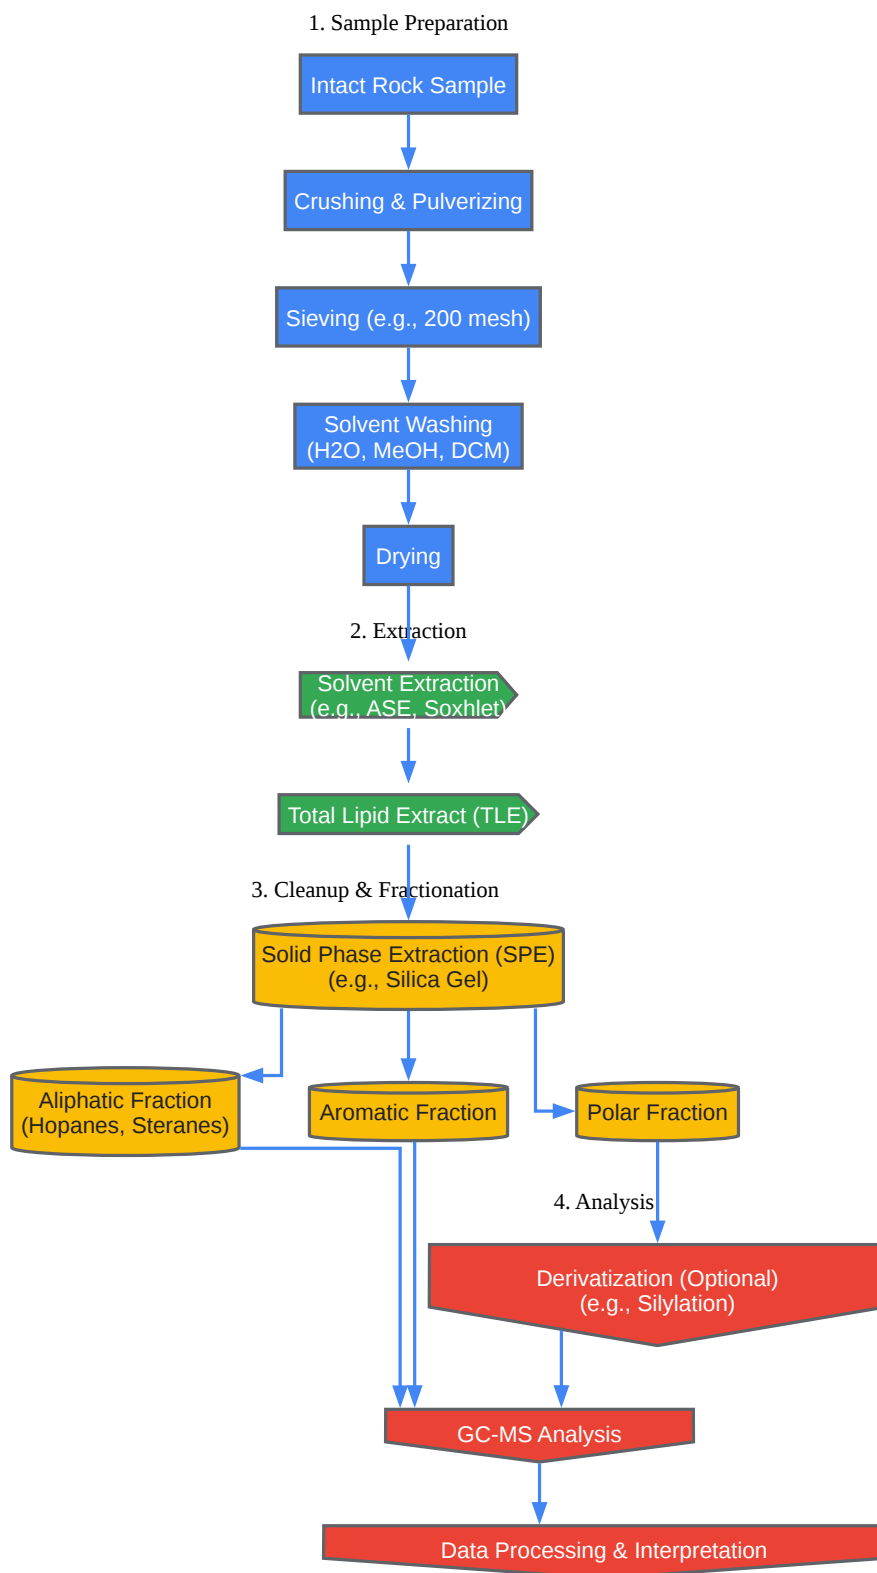 1. Sample Preparation
Intact Rock Sample
Crushing & Pulverizing
Sieving (e.g., 200 mesh)
Solvent Washing
(H2O, MeOH, DCM)
Drying
2. Extraction
Solvent Extraction
(e.g., ASE, Soxhlet)
Total Lipid Extract (TLE)
3. Cleanup & Fractionation
Solid Phase Extraction (SPE)
(e.g., Silica Gel)
Aliphatic Fraction
(Hopanes, Steranes)
Aromatic Fraction
Polar Fraction
4. Analysis
Derivatization (Optional)
(e.g., Silylation)
GC-MS Analysis
Data Processing & Interpretation